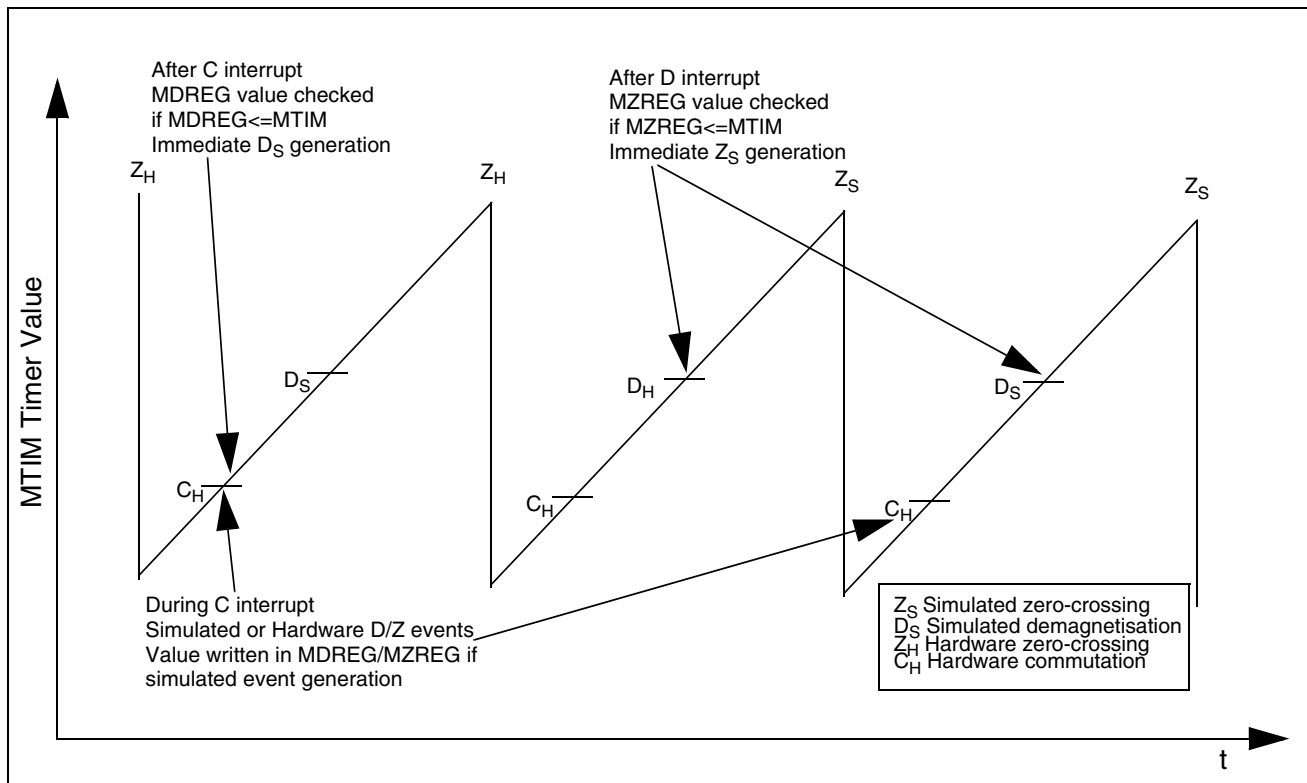 After C interrupt
MDREG value checked
if MDREG<=MTIM
Immediate DS generation
After D interrupt
MZREG value checked
if MZREG<=MTIM
Immediate ZS generation
ZH
ZH
ZS
ZS
MTIM Timer Value
DS
DH
DS
CH
CH
CH
During C interrupt
Simulated or Hardware D/Z events
Value written in MDREG/MZREG if
simulated event generation
ZS Simulated zero-crossing
DS Simulated demagnetisation
ZH Hardware zero-crossing
CH Hardware commutation
t